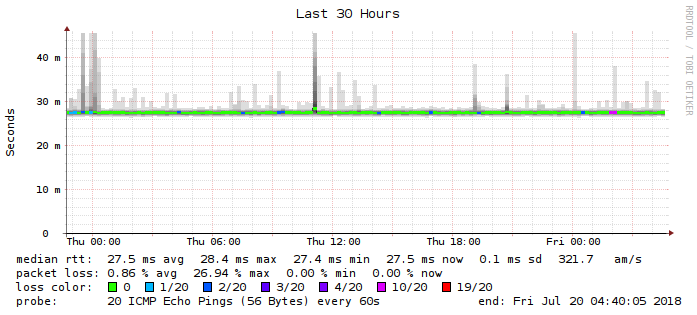 Last 30 Hours
RRDTOOL / TOBI OETIKER
Seconds
40 m
30 m
20 m
10 m
0
Thu 00:00 Thu 06:00 Thu 12:00 Thu 18:00 Fri 00:00
median rtt: 27.5 ms avg 28.4 ms max 27.4 ms min 27.5 ms now 0.1 ms sd 321.7 am/s
packet loss: 0.86 % avg 26.94 % max 0.00 % min 0.00 % now
loss color: 0 1/20 2/20 3/20 4/20 10/20 19/20
probe: 20 ICMP Echo Pings (56 Bytes) every 60s end: Fri Jul 20 04:40:05 2018